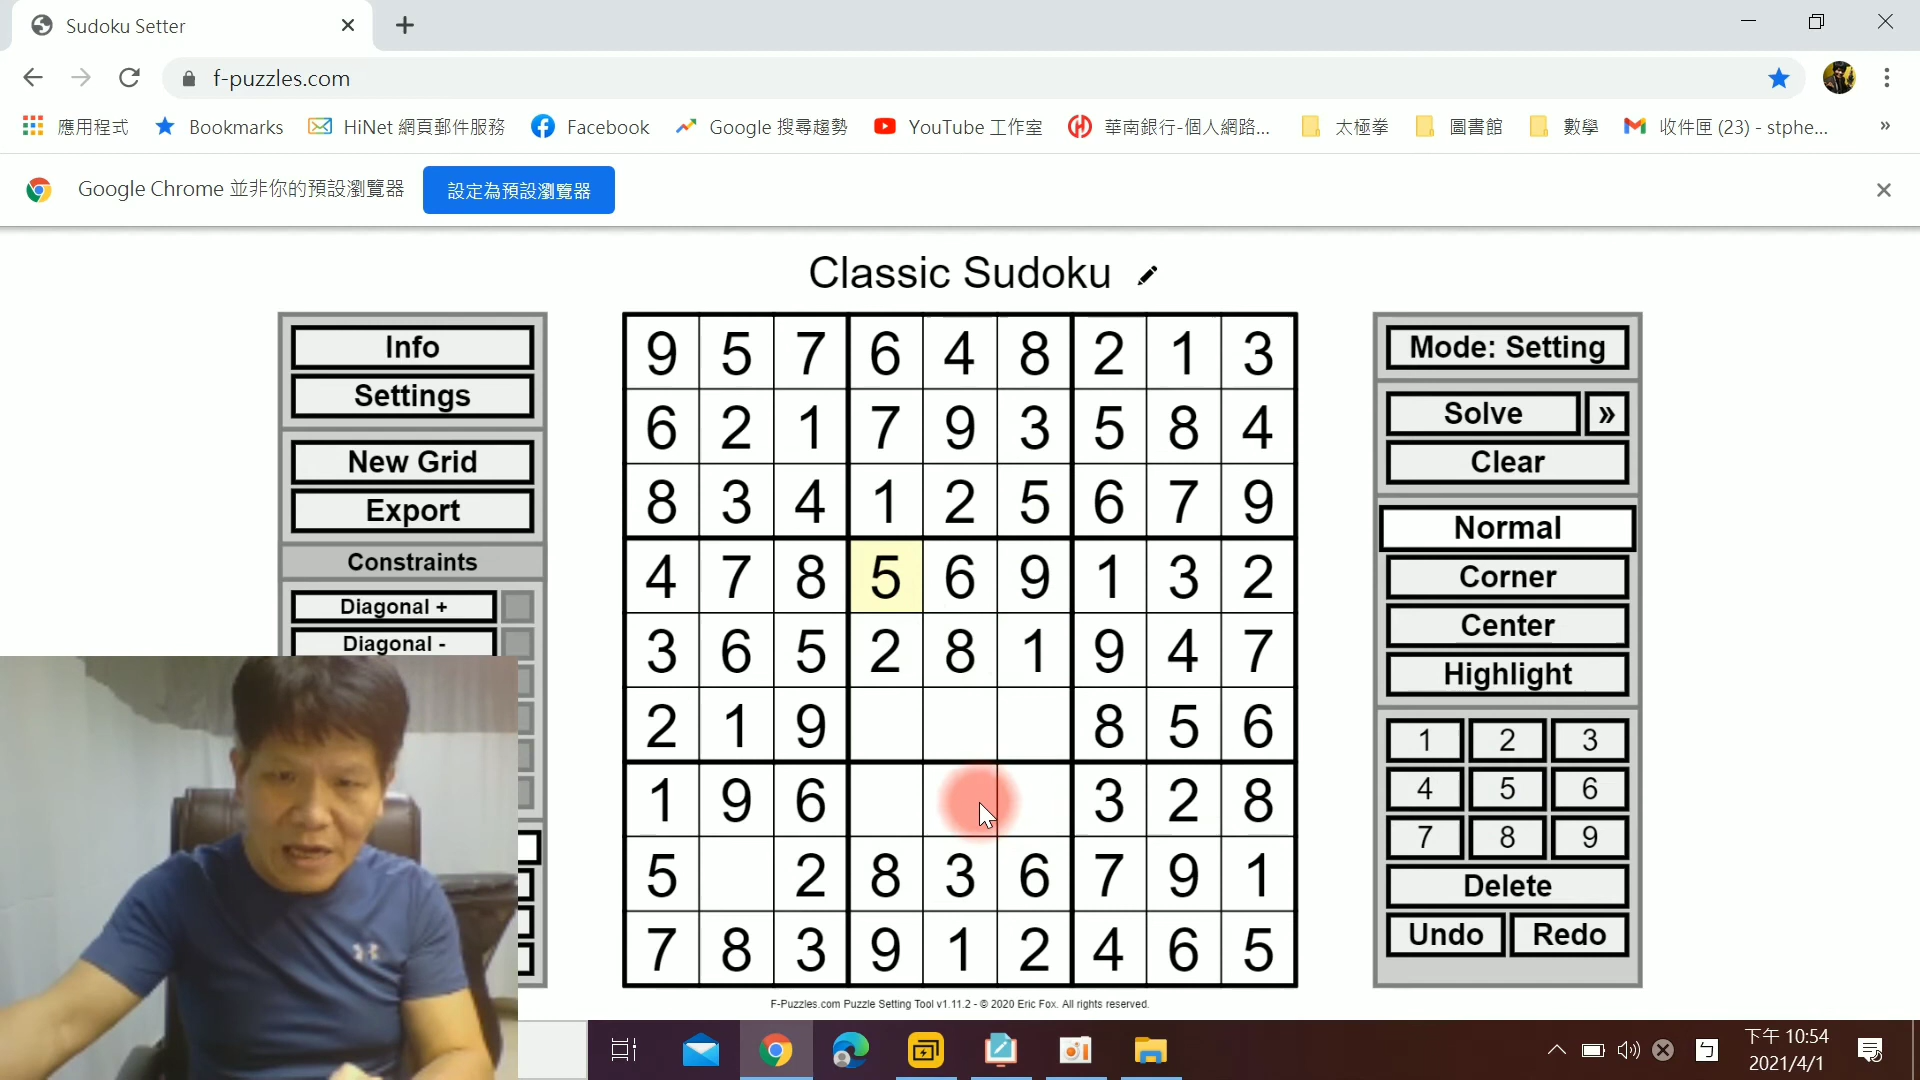 Sudoku Setter
f-puzzles.com
應用程式 Bookmarks HiNet 網頁郵件服務 Facebook Google 搜尋趨勢 YouTube 工作室 華南銀行-個人網路... 太極拳 圖書館 數學 收件匣 (23) - stphe... »
Google Chrome 並非你的預設瀏覽器 設定為預設瀏覽器
Classic Sudoku
Info
Settings
New Grid
Export
Constraints
Diagonal +
Diagonal -
9 5 7 6 4 8 2 1 3
6 2 1 7 9 3 5 8 4
8 3 4 1 2 5 6 7 9
4 7 8 5 6 9 1 3 2
3 6 5 2 8 1 9 4 7
2 1 9 8 5 6
1 9 6 3 2 8
5 2 8 3 6 7 9 1
7 8 3 9 1 2 4 6 5
F-Puzzles.com Puzzle Setting Tool v1.11.2 - © 2020 Eric Fox. All rights reserved.
Mode: Setting
Solve »
Clear
Normal
Corner
Center
Highlight
1 2 3
4 5 6
7 8 9
Delete
Undo Redo
下午 10:54
2021/4/1